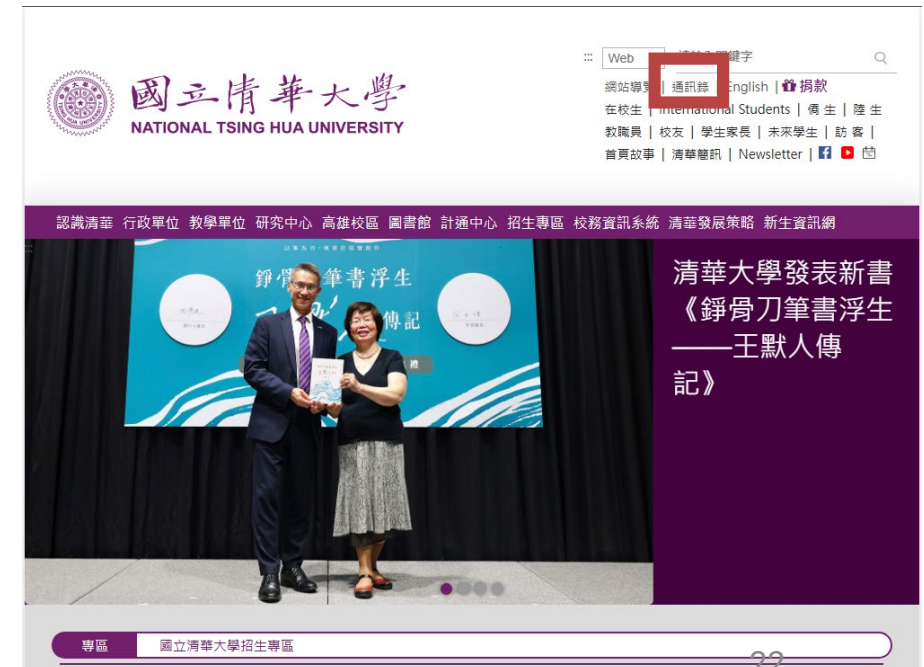 國立清華大學
NATIONAL TSING HUA UNIVERSITY
::: Web 鍵字
網站導覽 | 通訊錄 English | 捐款
在校生 | International Students | 僑 生 | 陸 生
教職員 | 校友 | 學生家長 | 未來學生 | 訪 客 |
首頁故事 | 清華簡訊 | Newsletter |
認識清華 行政單位 教學單位 研究中心 高雄校區 圖書館 計通中心 招生專區 校務資訊系統 清華發展策略 新生資訊網
錚骨 筆書浮生
傳記
禮
清華大學發表新書
《錚骨刀筆書浮生
——王默人傳
記》
專區 國立清華大學招生專區
22